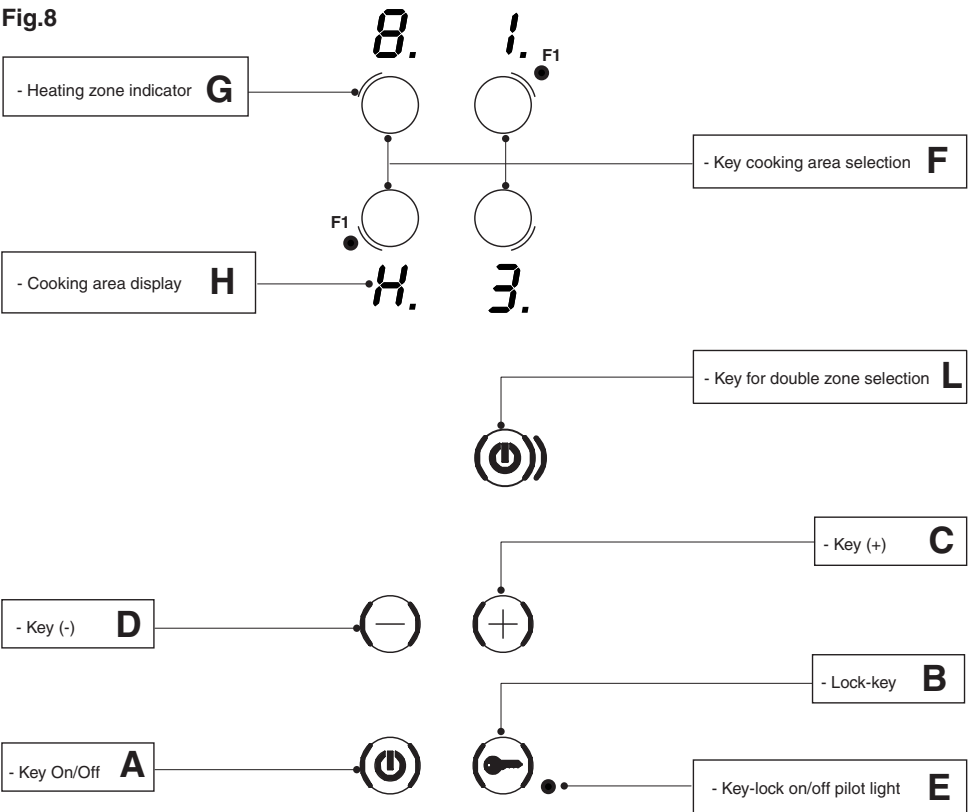 Fig.8
8. 1.
F1
- Heating zone indicator G
- Key cooking area selection F
F1
- Cooking area display H
H. 3.
- Key for double zone selection L
- Key (+) C
- Key (-) D
- Lock-key B
- Key On/Off A
- Key-lock on/off pilot light E